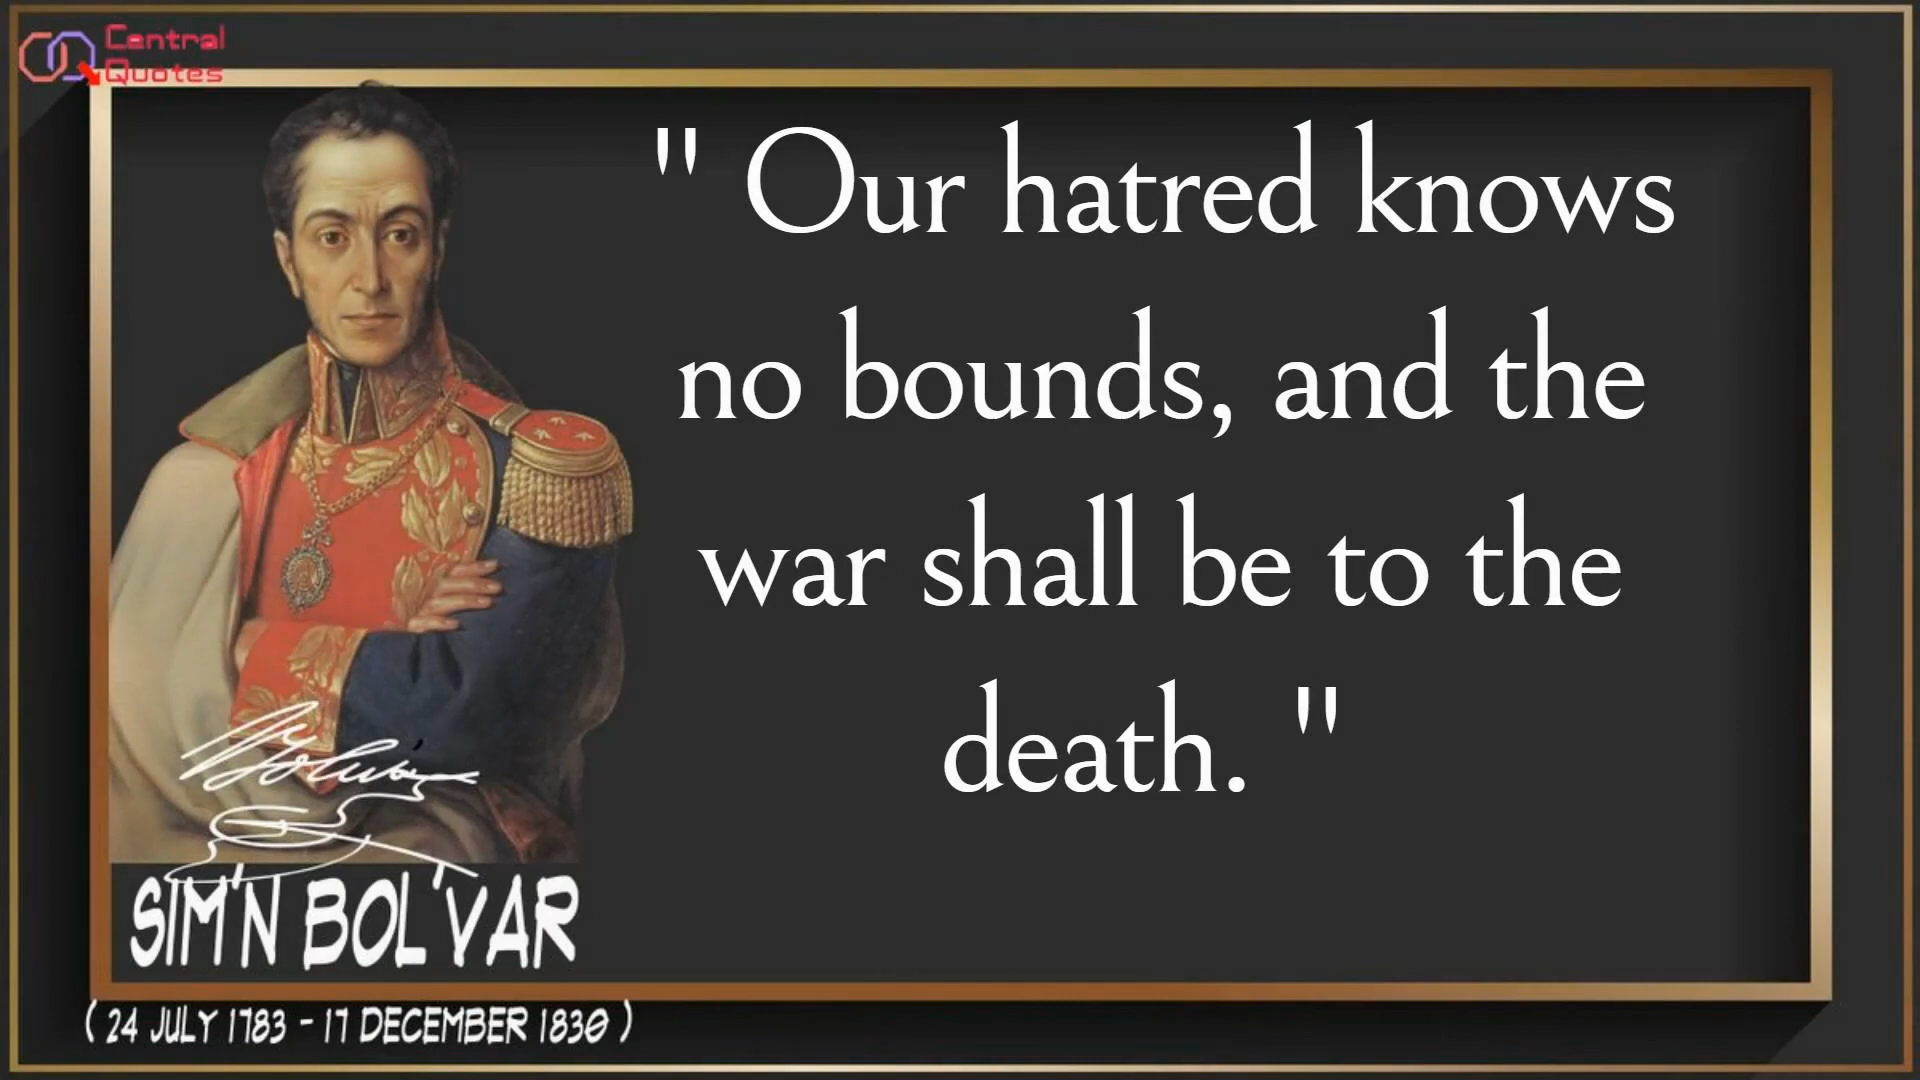 Central
Quotes
" Our hatred knows
no bounds, and the
war shall be to the
death. "
Bolivar
SIM'N BOL'VAR
( 24 JULY 1783 - 17 DECEMBER 1830 )